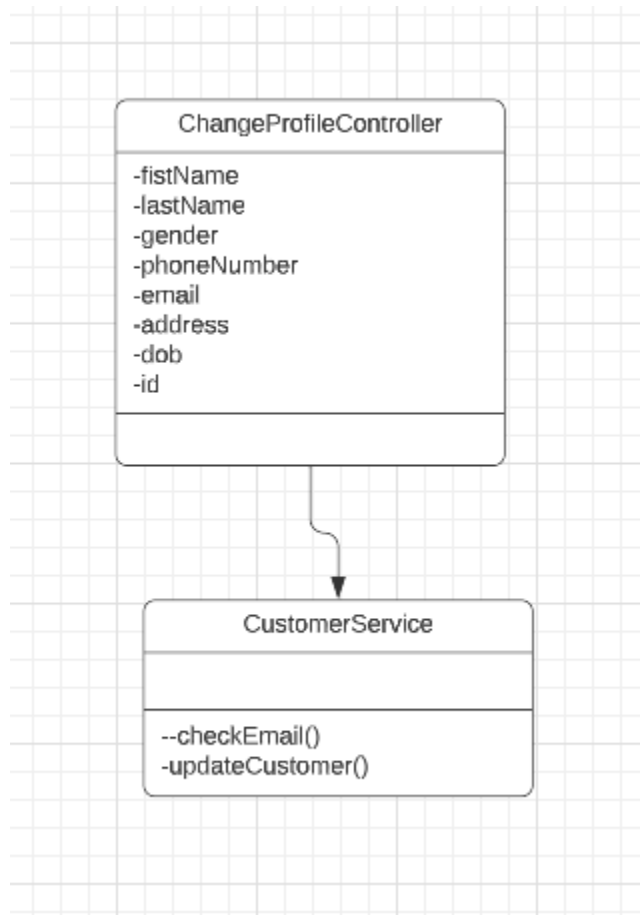 ChangeProfileController
-fistName
-lastName
-gender
-phoneNumber
-email
-address
-dob
-id
CustomerService
--checkEmail()
-updateCustomer()